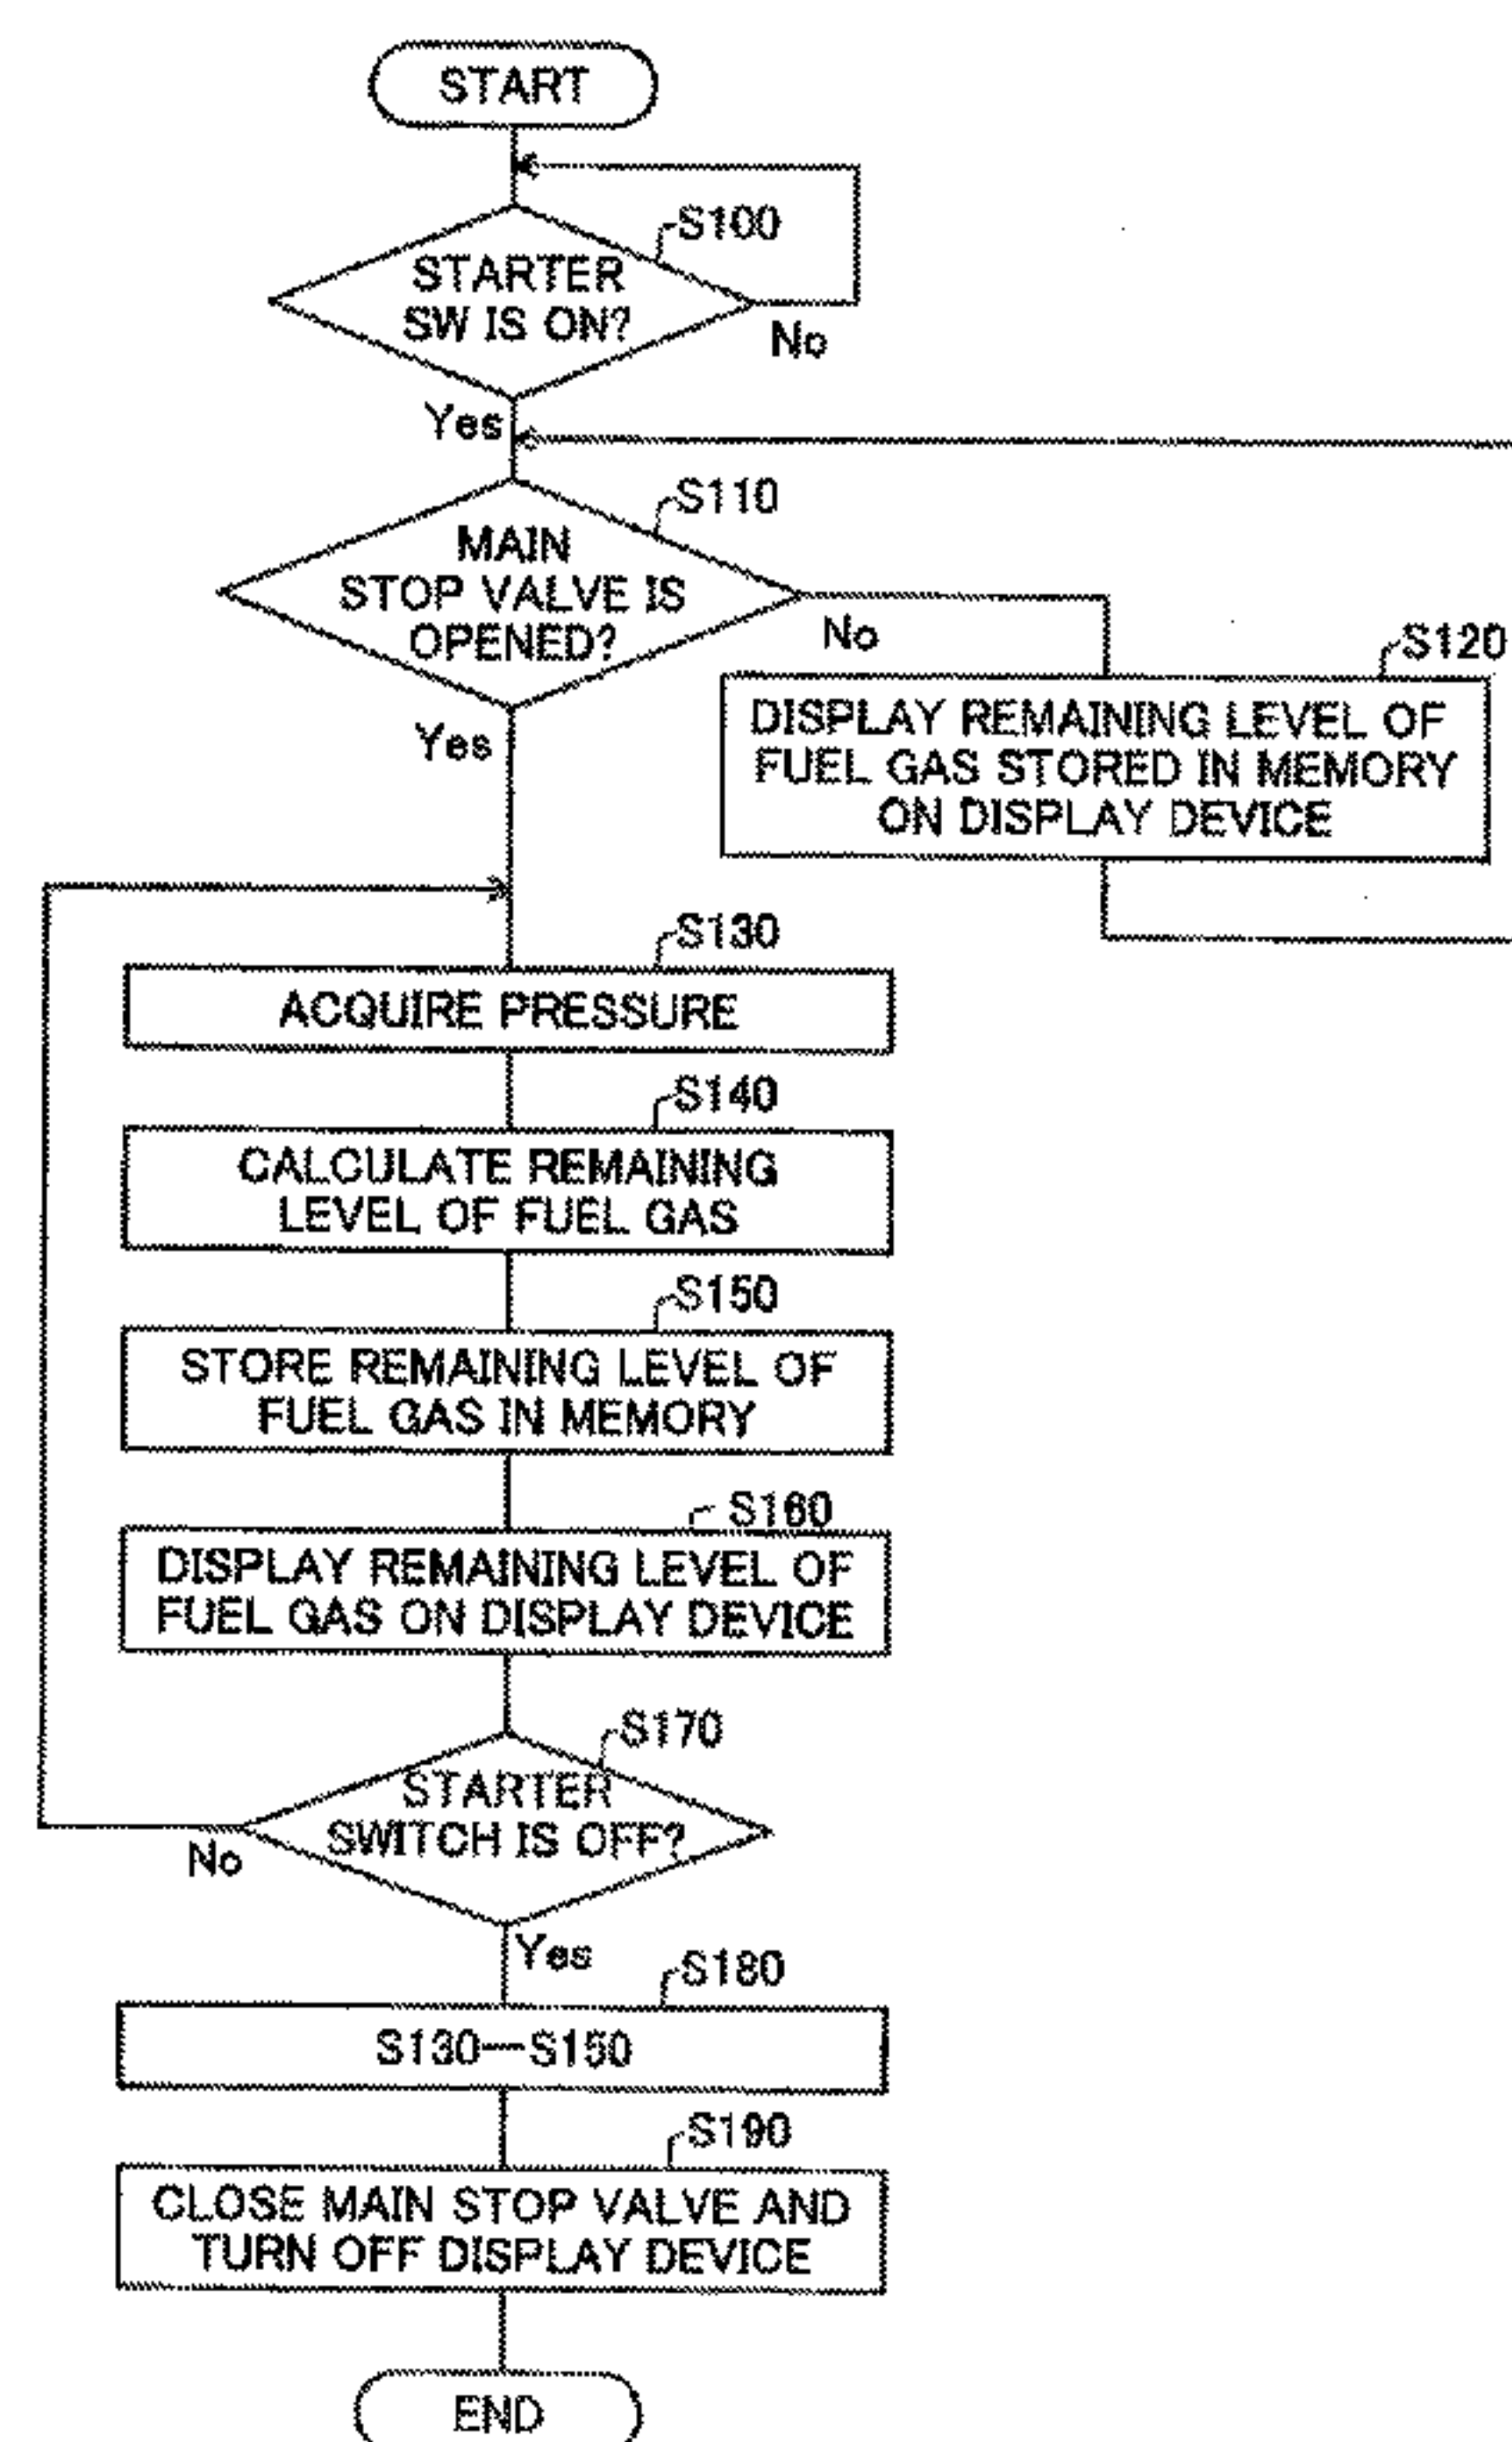 START
S100
STARTER
SW IS ON?
No
Yes
S110
MAIN
STOP VALVE IS
OPENED?
No
Yes
S120
DISPLAY REMAINING LEVEL OF
FUEL GAS STORED IN MEMORY
ON DISPLAY DEVICE
S130
ACQUIRE PRESSURE
S140
CALCULATE REMAINING
LEVEL OF FUEL GAS
S150
STORE REMAINING LEVEL OF
FUEL GAS IN MEMORY
S160
DISPLAY REMAINING LEVEL OF
FUEL GAS ON DISPLAY DEVICE
S170
STARTER
SWITCH IS OFF?
No
Yes
S180
S130—S150
S190
CLOSE MAIN STOP VALVE AND
TURN OFF DISPLAY DEVICE
END